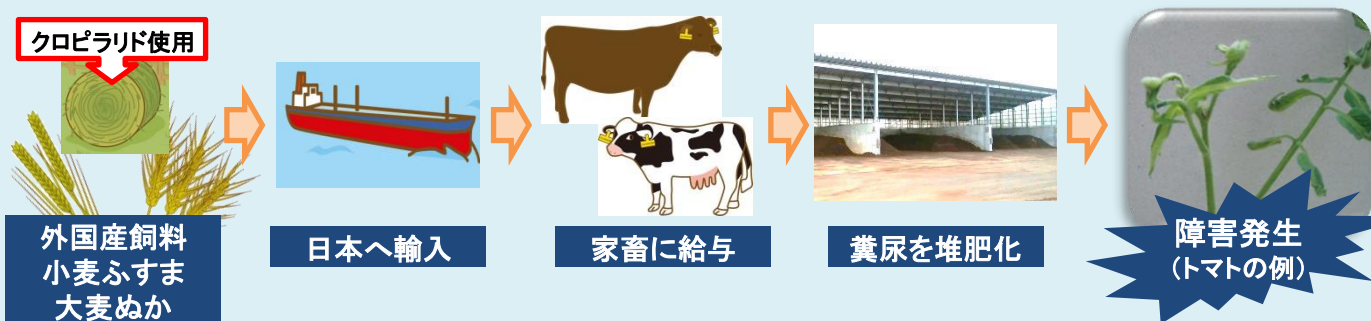 クロピラリド使用
外国産飼料
小麦ふすま
大麦ぬか
日本へ輸入
家畜に給与
糞尿を堆肥化
障害発生
(トマトの例)